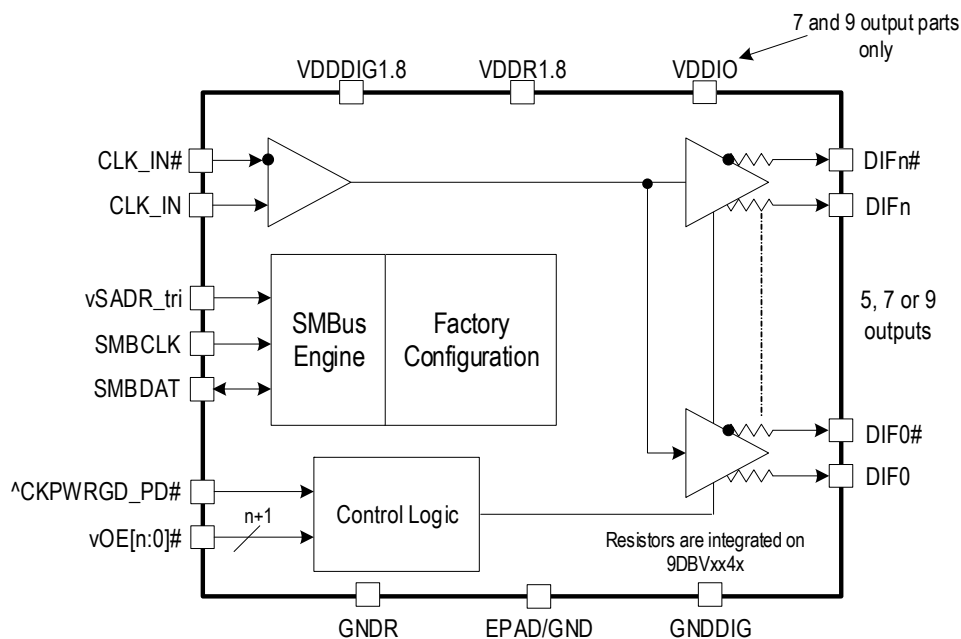 7 and 9 output parts
only
VDDDIG1.8
VDDR1.8
VDDIO
CLK_IN#
CLK_IN
DIFn#
DIFn
vSADR_tri
SMBCLK
SMBDAT
SMBus
Engine
Factory
Configuration
5, 7 or 9
outputs
DIF0#
DIF0
^CKPWRGD_PD#
vOE[n:0]#
n+1
Control Logic
Resistors are integrated on
9DBVxx4x
GNDR
EPAD/GND
GNDDIG